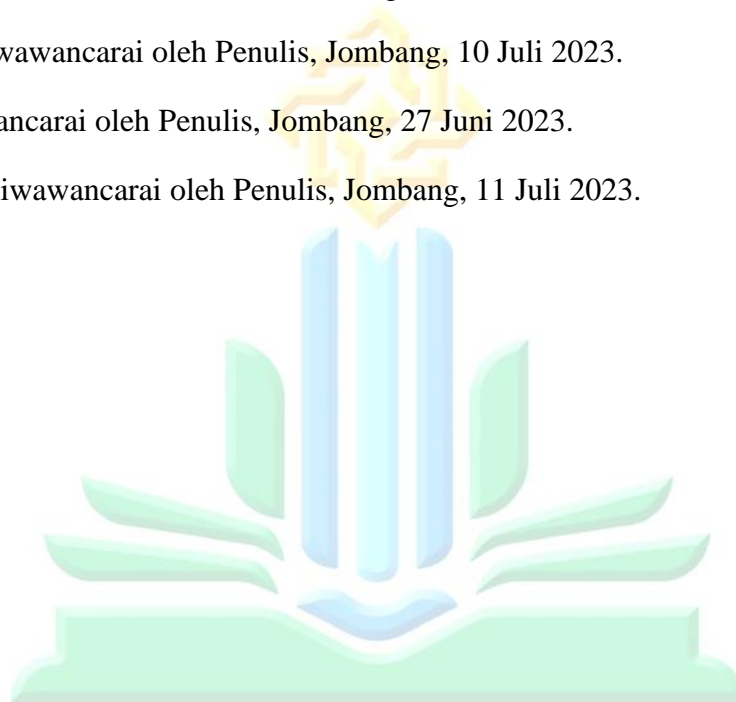 wawancarai oleh Penulis, Jombang, 10 Juli 2023.
ancarai oleh Penulis, Jombang, 27 Juni 2023.
iwawancarai oleh Penulis, Jombang, 11 Juli 2023.